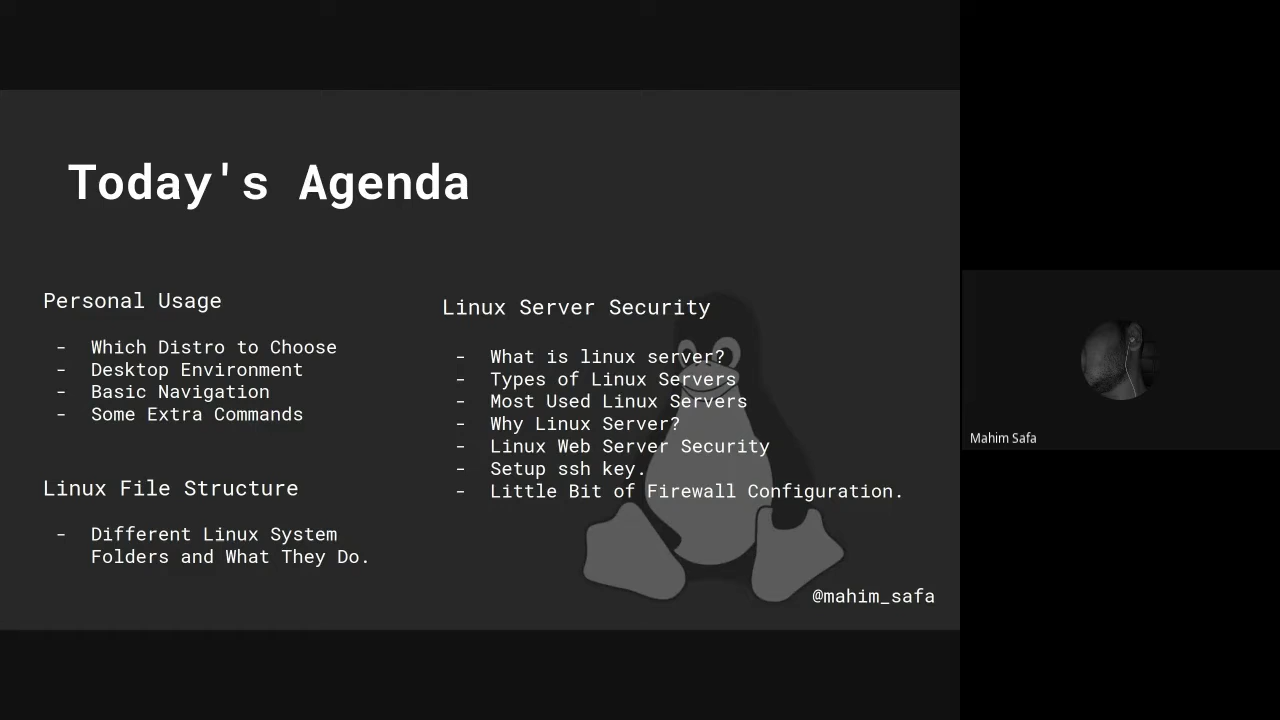 Today's Agenda
Personal Usage
- Which Distro to Choose
- Desktop Environment
- Basic Navigation
- Some Extra Commands
Linux File Structure
- Different Linux System
Folders and What They Do.
Linux Server Security
- What is linux server?
- Types of Linux Servers
- Most Used Linux Servers
- Why Linux Server?
- Linux Web Server Security
- Setup ssh key.
- Little Bit of Firewall Configuration.
@mahim_safa
Mahim Safa